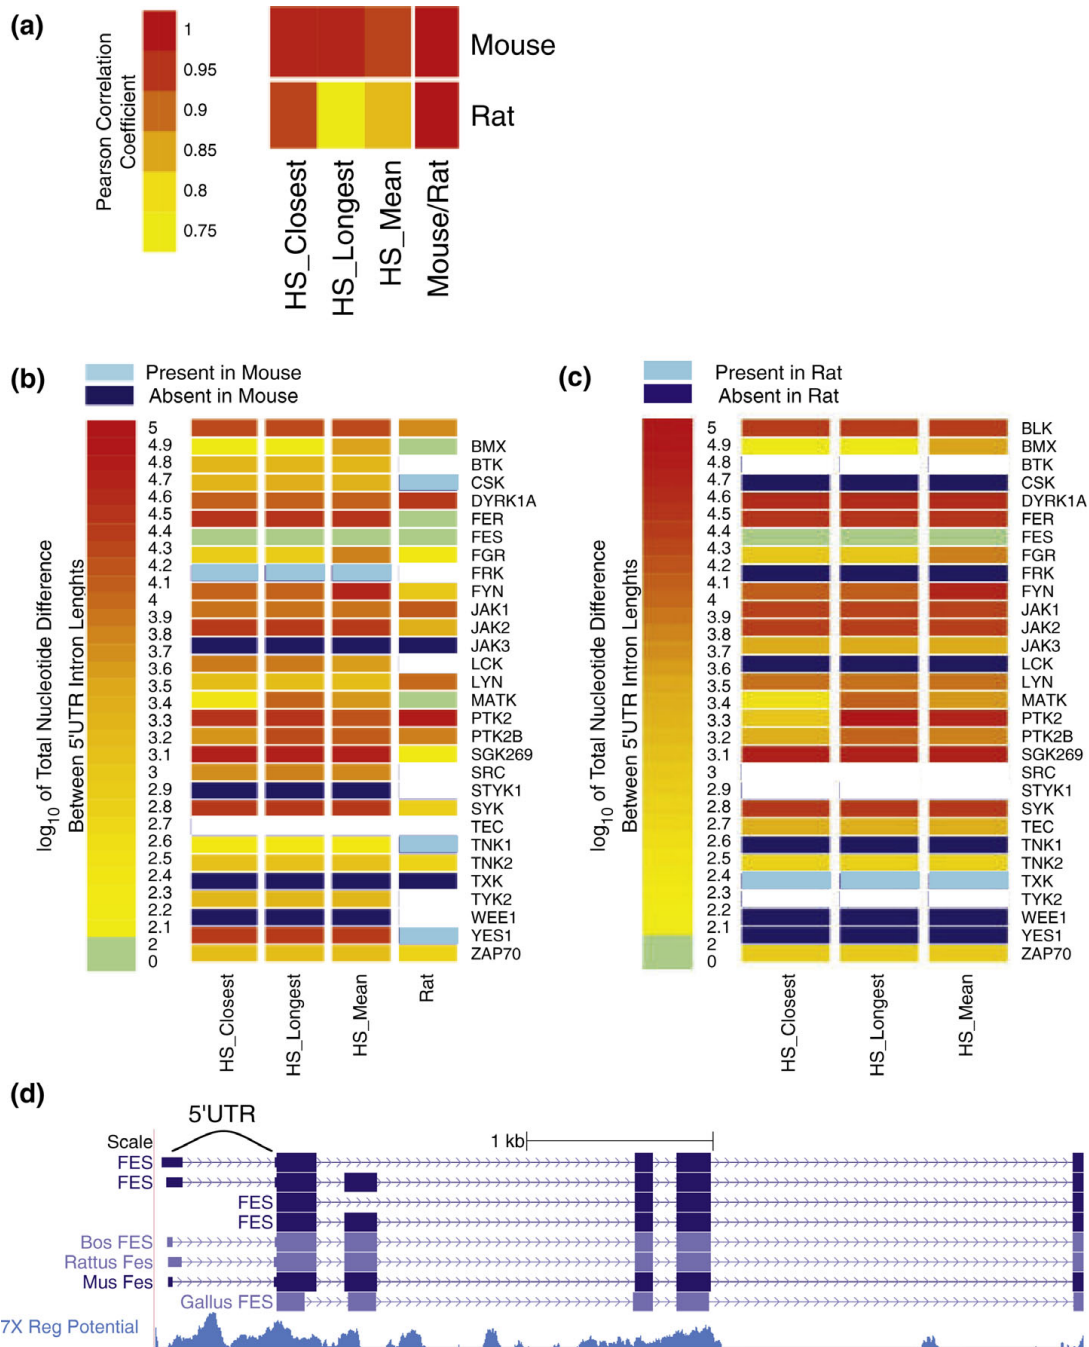 (a)
Pearson Correlation
Coefficient
1
0.95
0.9
0.85
0.8
0.75
Mouse
Rat
HS_Closest
HS_Longest
HS_Mean
Mouse/Rat
(b)
Present in Mouse
Absent in Mouse
log10 of Total Nucleotide Difference
Between 5'UTR Intron Lenghts
5
4.9
4.8
4.7
4.6
4.5
4.4
4.3
4.2
4.1
4
3.9
3.8
3.7
3.6
3.5
3.4
3.3
3.2
3.1
3
2.9
2.8
2.7
2.6
2.5
2.4
2.3
2.2
2.1
2
0
BMX
BTK
CSK
DYRK1A
FER
FES
FGR
FRK
FYN
JAK1
JAK2
JAK3
LCK
LYN
MATK
PTK2
PTK2B
SGK269
SRC
STYK1
SYK
TEC
TNK1
TNK2
TXK
TYK2
WEE1
YES1
ZAP70
HS_Closest
HS_Longest
HS_Mean
Rat
(c)
Present in Rat
Absent in Rat
log10 of Total Nucleotide Difference
Between 5'UTR Intron Lenghts
5
4.9
4.8
4.7
4.6
4.5
4.4
4.3
4.2
4.1
4
3.9
3.8
3.7
3.6
3.5
3.4
3.3
3.2
3.1
3
2.9
2.8
2.7
2.6
2.5
2.4
2.3
2.2
2.1
2
0
BLK
BMX
BTK
CSK
DYRK1A
FER
FES
FGR
FRK
FYN
JAK1
JAK2
JAK3
LCK
LYN
MATK
PTK2
PTK2B
SGK269
SRC
STYK1
SYK
TEC
TNK1
TNK2
TXK
TYK2
WEE1
YES1
ZAP70
HS_Closest
HS_Longest
HS_Mean
(d)
5'UTR
Scale
1 kb
FES
FES
FES
FES
Bos FES
Rattus Fes
Mus Fes
Gallus FES
7X Reg Potential